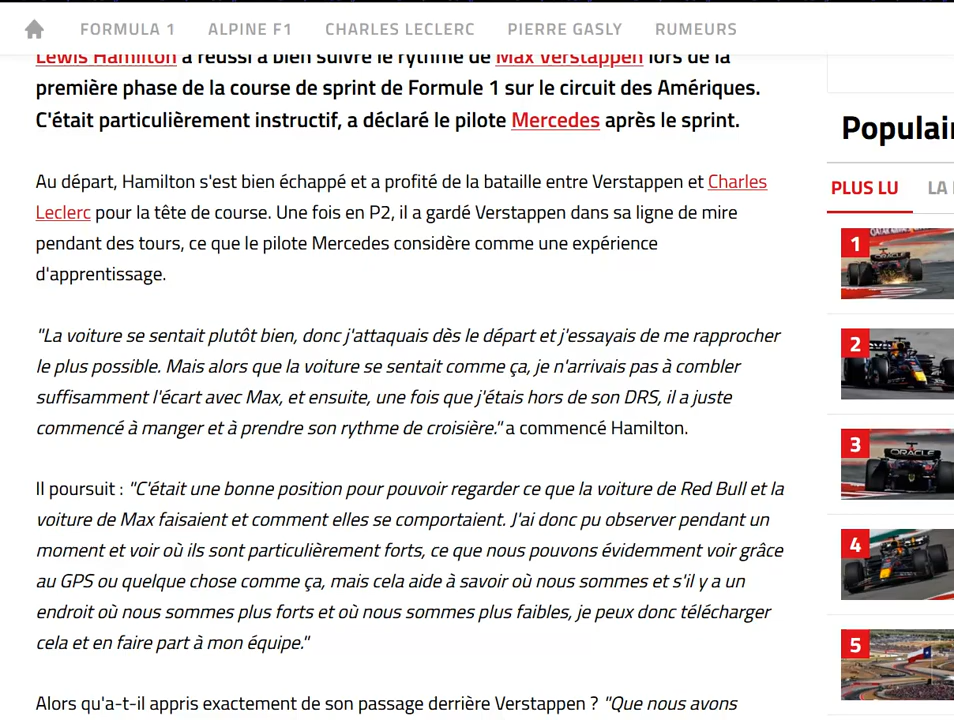 FORMULA 1 ALPINE F1 CHARLES LECLERC PIERRE GASLY RUMEURS
Lewis Hamilton a réussi à bien suivre le rythme de Max Verstappen lors de la
première phase de la course de sprint de Formule 1 sur le circuit des Amériques.
C'était particulièrement instructif, a déclaré le pilote Mercedes après le sprint.
Au départ, Hamilton s'est bien échappé et a profité de la bataille entre Verstappen et Charles
Leclerc pour la tête de course. Une fois en P2, il a gardé Verstappen dans sa ligne de mire
pendant des tours, ce que le pilote Mercedes considère comme une expérience
d'apprentissage.
"La voiture se sentait plutôt bien, donc j'attaquais dès le départ et j'essayais de me rapprocher
le plus possible. Mais alors que la voiture se sentait comme ça, je n'arrivais pas à combler
suffisamment l'écart avec Max, et ensuite, une fois que j'étais hors de son DRS, il a juste
commencé à manger et à prendre son rythme de croisière." a commencé Hamilton.
Il poursuit : "C'était une bonne position pour pouvoir regarder ce que la voiture de Red Bull et la
voiture de Max faisaient et comment elles se comportaient. J'ai donc pu observer pendant un
moment et voir où ils sont particulièrement forts, ce que nous pouvons évidemment voir grâce
au GPS ou quelque chose comme ça, mais cela aide à savoir où nous sommes et s'il y a un
endroit où nous sommes plus forts et où nous sommes plus faibles, je peux donc télécharger
cela et en faire part à mon équipe."
Alors qu'a-t-il appris exactement de son passage derrière Verstappen ? "Que nous avons
Populai
PLUS LU LA
1
2
3
ORACLE
4
5